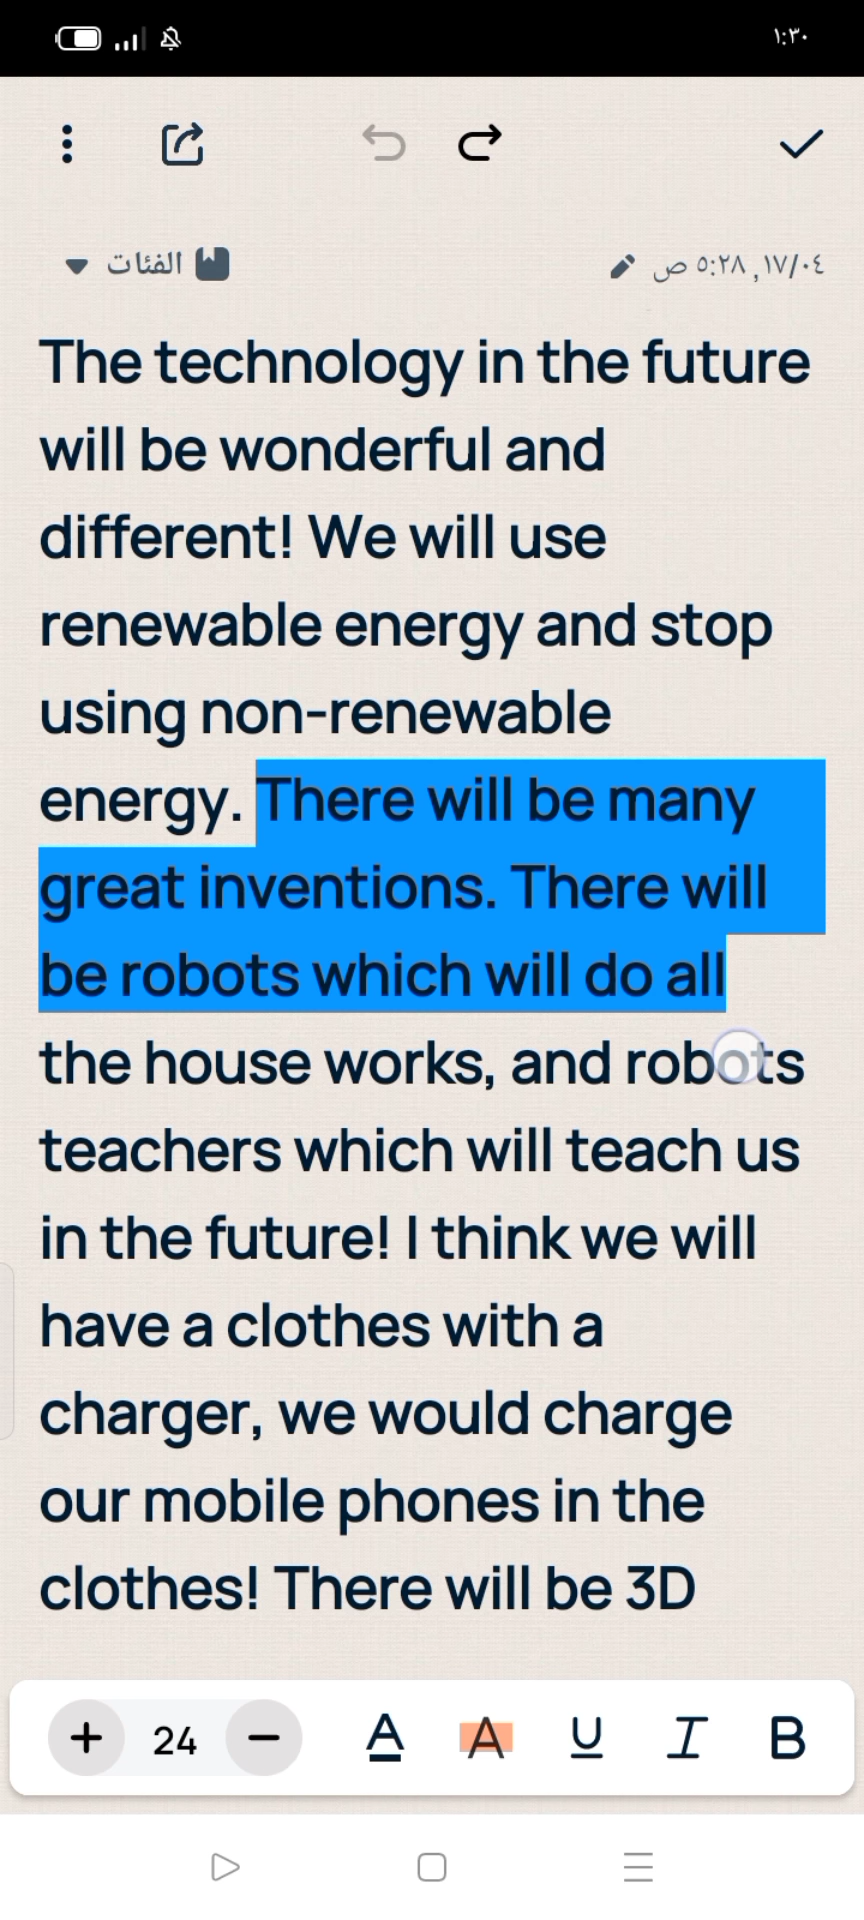 ١:٣٠
الفئات
١٧/٠٤, ٥:٢٨ ص
The technology in the future
will be wonderful and
different! We will use
renewable energy and stop
using non-renewable
energy. There will be many
great inventions. There will
be robots which will do all
the house works, and robots
teachers which will teach us
in the future! I think we will
have a clothes with a
charger, we would charge
our mobile phones in the
clothes! There will be 3D
+ 24 − A A U I B